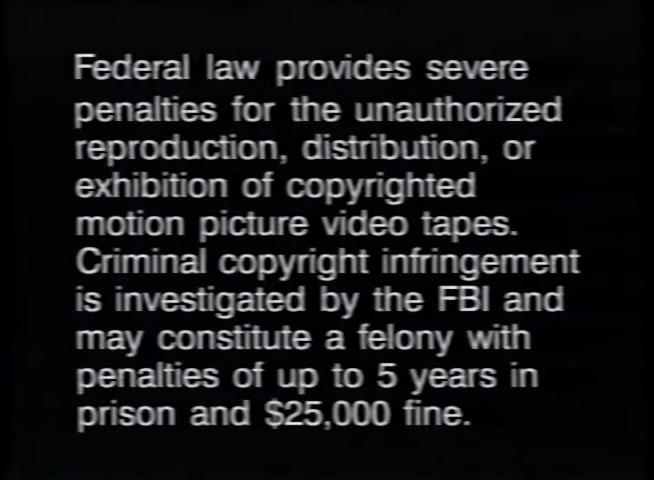 Federal law provides severe
penalties for the unauthorized
reproduction, distribution, or
exhibition of copyrighted
motion picture video tapes.
Criminal copyright infringement
is investigated by the FBI and
may constitute a felony with
penalties of up to 5 years in
prison and $25,000 fine.